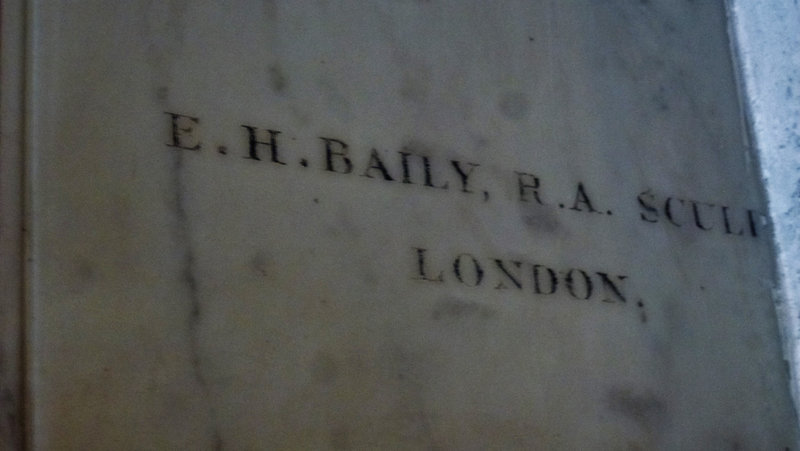 E.H.BAILY, R.A. SCULP
LONDON.